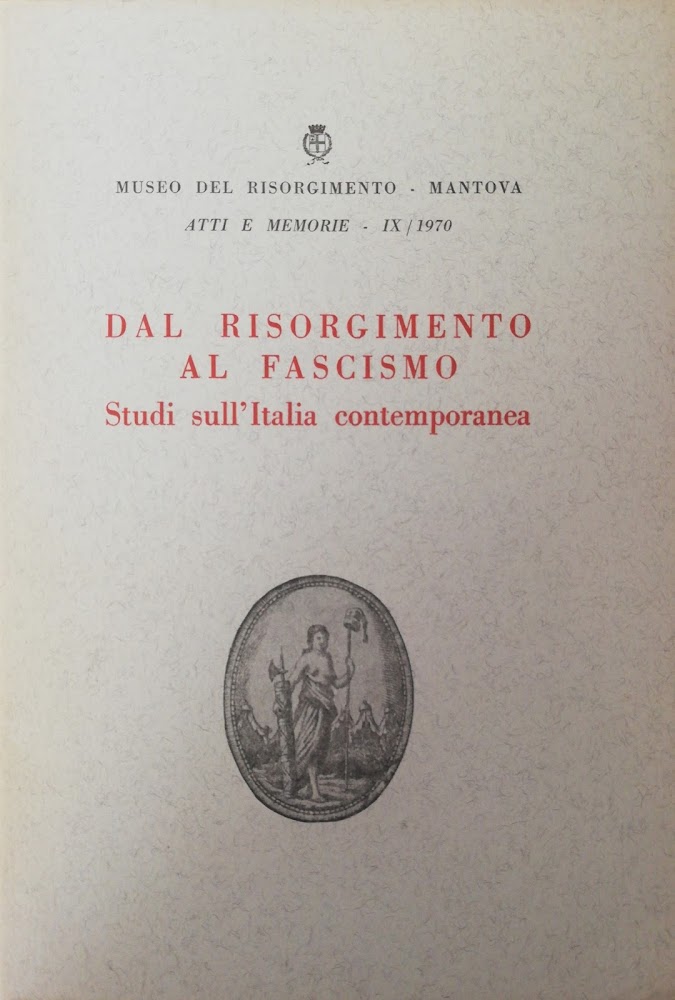 MUSEO DEL RISORGIMENTO - MANTOVA
ATTI E MEMORIE - IX/1970
DAL RISORGIMENTO
AL FASCISMO
Studi sull'Italia contemporanea